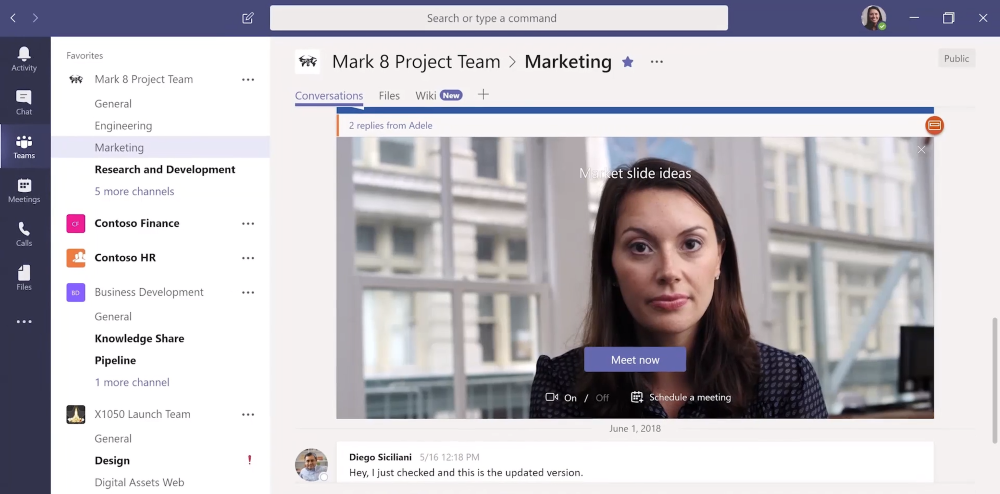 Search or type a command
Activity
Chat
Teams
Meetings
Calls
Files
Favorites
Mark 8 Project Team
General
Engineering
Marketing
Research and Development
5 more channels
CF
Contoso Finance
Contoso HR
BD
Business Development
General
Knowledge Share
Pipeline
1 more channel
X1050 Launch Team
General
Design !
Digital Assets Web
Mark 8 Project Team > Marketing
Public
Conversations Files Wiki New
2 replies from Adele
Market slide ideas
Meet now
On / Off Schedule a meeting
June 1, 2018
Diego Siciliani 5/16 12:18 PM
Hey, I just checked and this is the updated version.